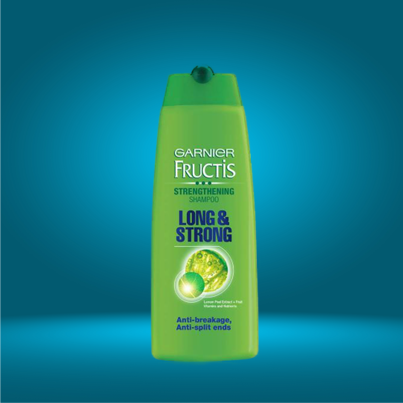 GARNIER
FRUCTIS
STRENGTHENING
SHAMPOO
LONG &
STRONG
Anti-breakage,
Anti-split ends